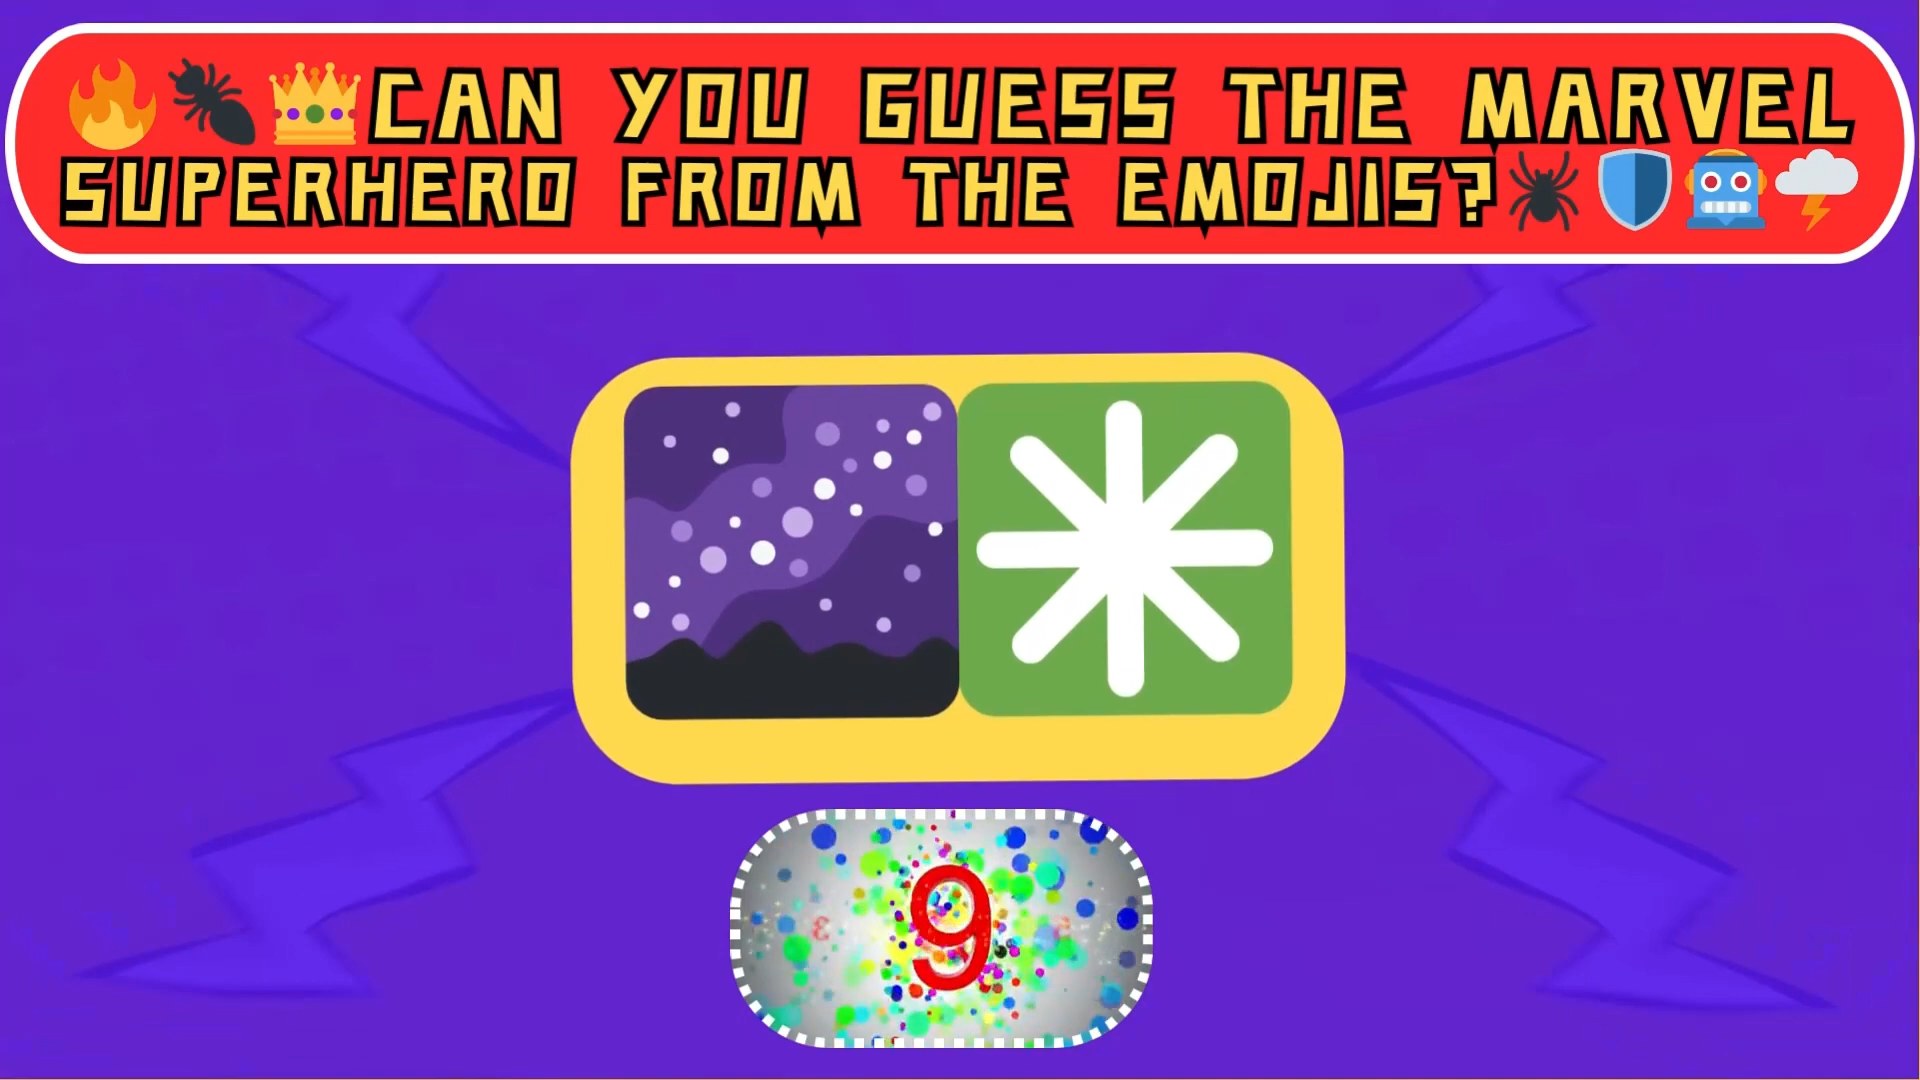 CAN YOU GUESS THE MARVEL
SUPERHERO FROM THE EMOJIS?
9